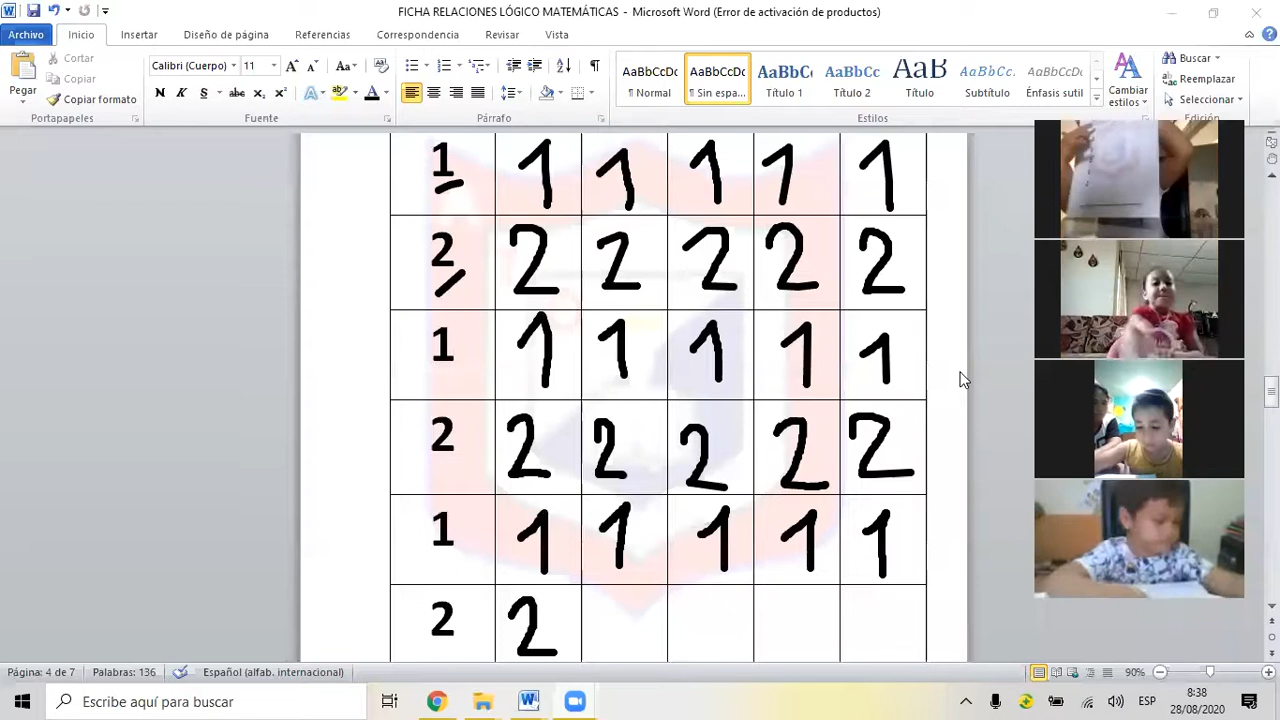 FICHA RELACIONES LÓGICO MATEMÁTICAS - Microsoft Word (Error de activación de productos)
Archivo Inicio Insertar Diseño de página Referencias Correspondencia Revisar Vista
Pegar
Cortar
Copiar
Copiar formato
Portapapeles
Calibri (Cuerpo) 11
N K S abc x₂ x²
Fuente
Párrafo
AaBbCcDc AaBbCcDc AaBbC AaBbCc AaB AaBbCc. AaBbCcDc
¶ Normal ¶ Sin espa... Título 1 Título 2 Título Subtítulo Énfasis sutil
Estilos
Cambiar estilos
Buscar
Reemplazar
Seleccionar
Edición
1 1 1 1 1 1
2 2 2 2 2 2
1 1 1 1 1 1
2 2 2 2 2 2
1 1 1 1 1 1
2 2
Página: 4 de 7 Palabras: 136 Español (alfab. internacional) 90%
Escribe aquí para buscar
ESP
8:38
28/08/2020